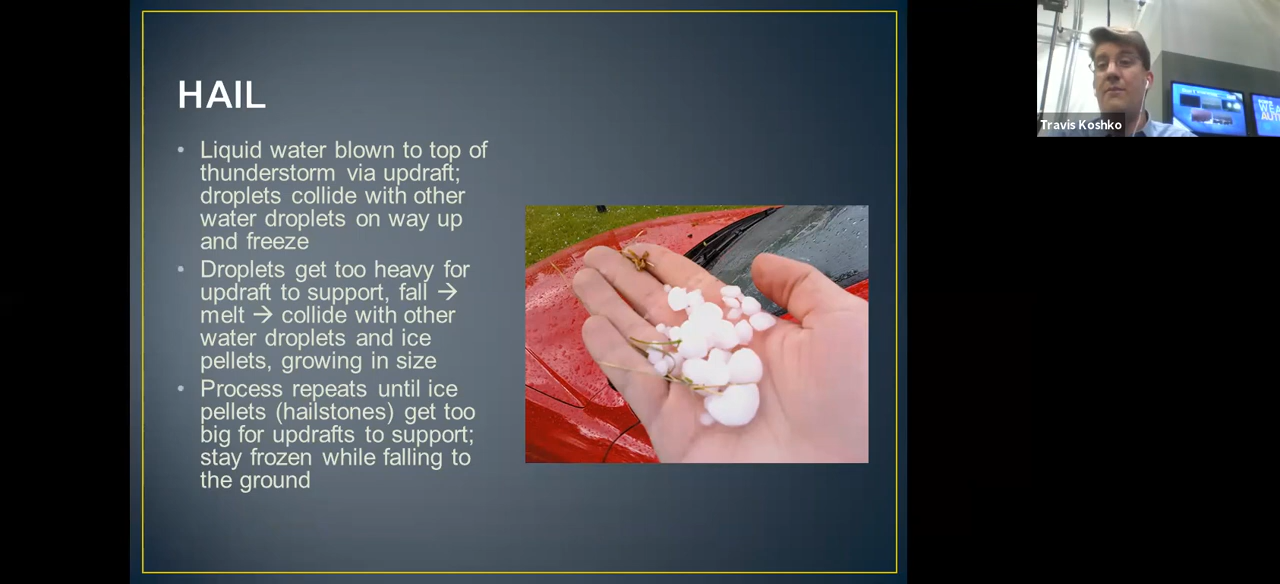 HAIL
• Liquid water blown to top of
thunderstorm via updraft;
droplets collide with other
water droplets on way up
and freeze
• Droplets get too heavy for
updraft to support, fall →
melt → collide with other
water droplets and ice
pellets, growing in size
• Process repeats until ice
pellets (hailstones) get too
big for updrafts to support;
stay frozen while falling to
the ground
Travis Koshko